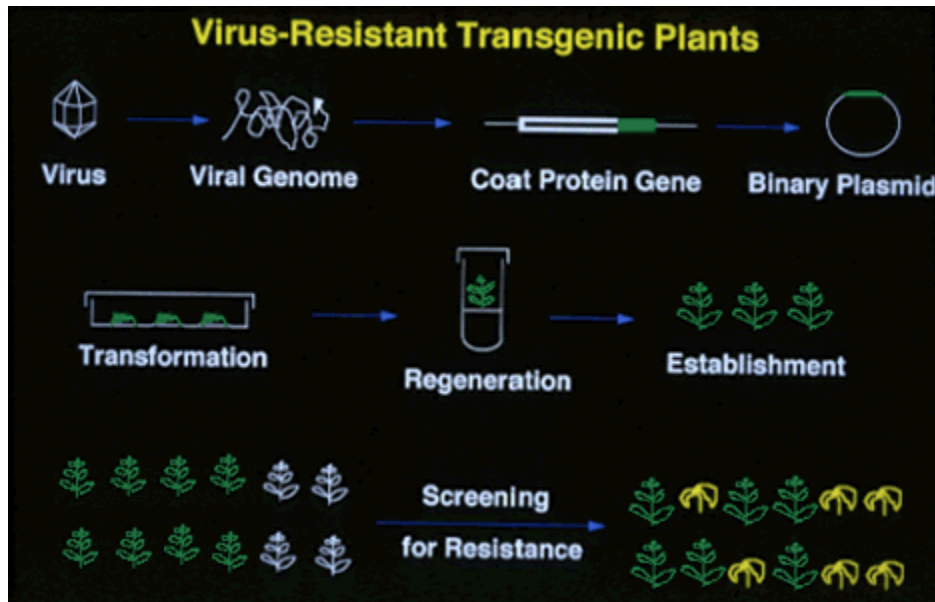 Virus-Resistant Transgenic Plants
Virus
Viral Genome
Coat Protein Gene
Binary Plasmid
Transformation
Regeneration
Establishment
Screening
for Resistance